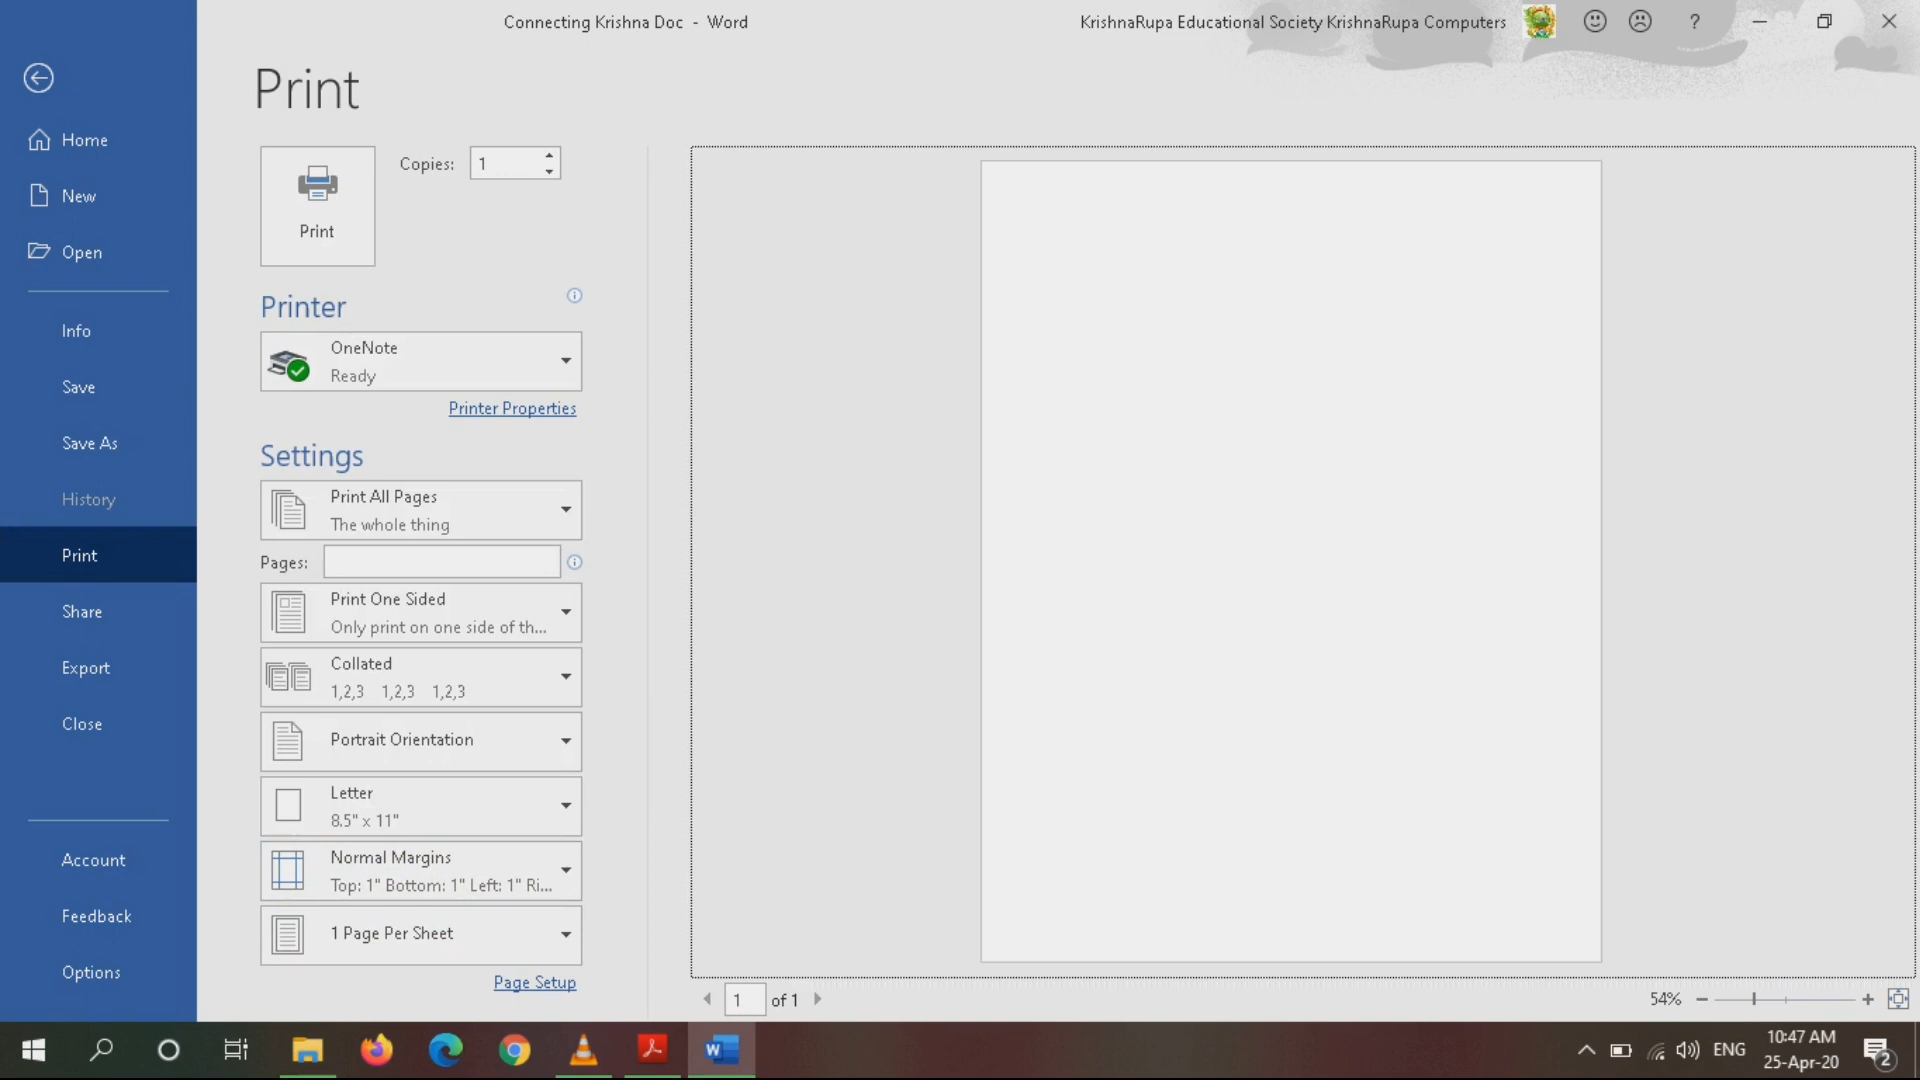 Connecting Krishna Doc - Word
KrishnaRupa Educational Society KrishnaRupa Computers
?
Home
New
Open
Info
Save
Save As
History
Print
Share
Export
Close
Account
Feedback
Options
Print
Print
Copies: 1
Printer
OneNote
Ready
Printer Properties
Settings
Print All Pages
The whole thing
Pages:
Print One Sided
Only print on one side of th...
Collated
1,2,3 1,2,3 1,2,3
Portrait Orientation
Letter
8.5" x 11"
Normal Margins
Top: 1" Bottom: 1" Left: 1" Ri...
1 Page Per Sheet
Page Setup
1 of 1
54%
ENG
10:47 AM
25-Apr-20
2